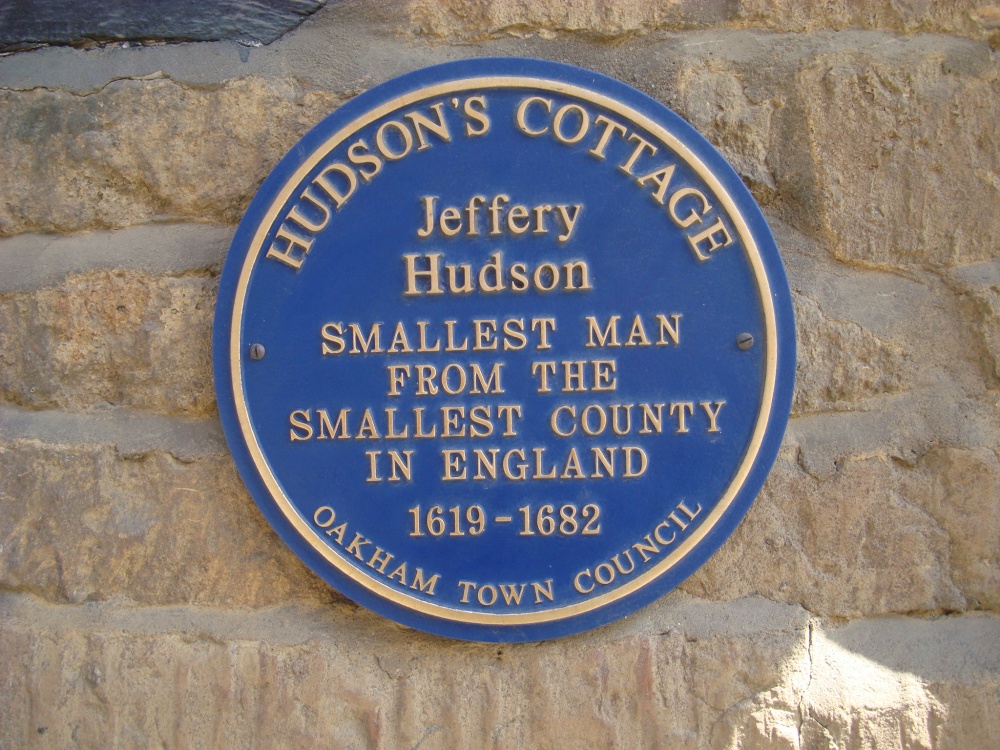 HUDSON'S COTTAGE
Jeffery
Hudson
SMALLEST MAN
FROM THE
SMALLEST COUNTY
IN ENGLAND
1619-1682
OAKHAM TOWN COUNCIL